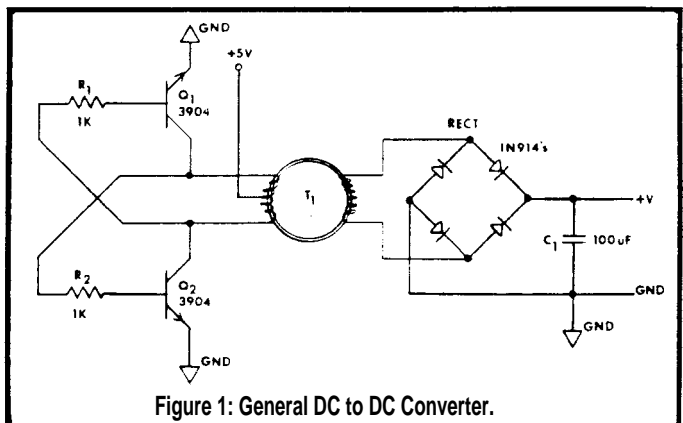 GND
+5V
R1
Q1
3904
1K
RECT
IN914's
T1
+V
C1
100uF
R2
GND
Q2
3904
1K
GND
GND
Figure 1: General DC to DC Converter.